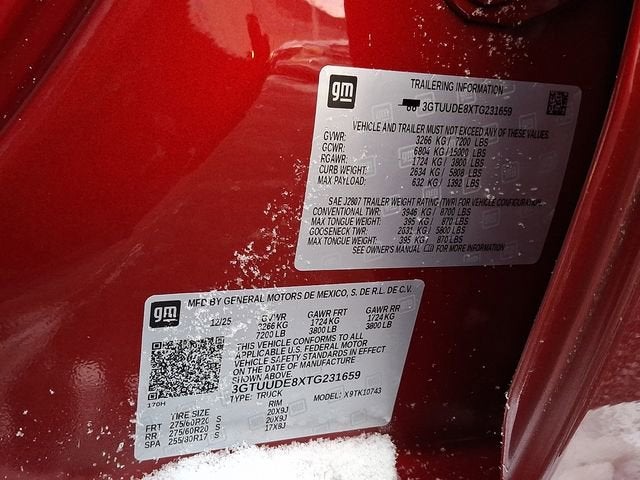 gm
TRAILERING INFORMATION
3GTUUDE8XTG231659
VEHICLE AND TRAILER MUST NOT EXCEED ANY OF THESE VALUES
GVWR: 3266 KG / 7200 LBS
GCWR: 6804 KG / 15000 LBS
RGAWR: 1724 KG / 3800 LBS
CURB WEIGHT: 2634 KG / 5808 LBS
MAX PAYLOAD: 632 KG / 1392 LBS
SAE J2807 TRAILER WEIGHT RATING (TWR) FOR VEHICLE CONFIGURATION
CONVENTIONAL TWR: 3946 KG / 8700 LBS
MAX TONGUE WEIGHT: 395 KG / 870 LBS
GOOSENECK TWR: 2631 KG / 5800 LBS
MAX TONGUE WEIGHT: 395 KG / 870 LBS
SEE OWNER'S MANUAL FOR MORE INFORMATION
gm
MFD BY GENERAL MOTORS DE MEXICO, S. DE R.L. DE C.V.
12/25 GVWR GAWR FRT GAWR RR
3266 KG 1724 KG 1724 KG
7200 LB 3800 LB 3800 LB
THIS VEHICLE CONFORMS TO ALL
APPLICABLE U.S. FEDERAL MOTOR
VEHICLE SAFETY STANDARDS IN EFFECT
ON THE DATE OF MANUFACTURE
SHOWN ABOVE.
3GTUUDE8XTG231659
170H TYPE: TRUCK MODEL: X9TK10743
TIRE SIZE RIM
FRT 275/60R20 S 20X9J
RR 275/60R20 S 20X9J
SPA 255/80R17 S 17X8J